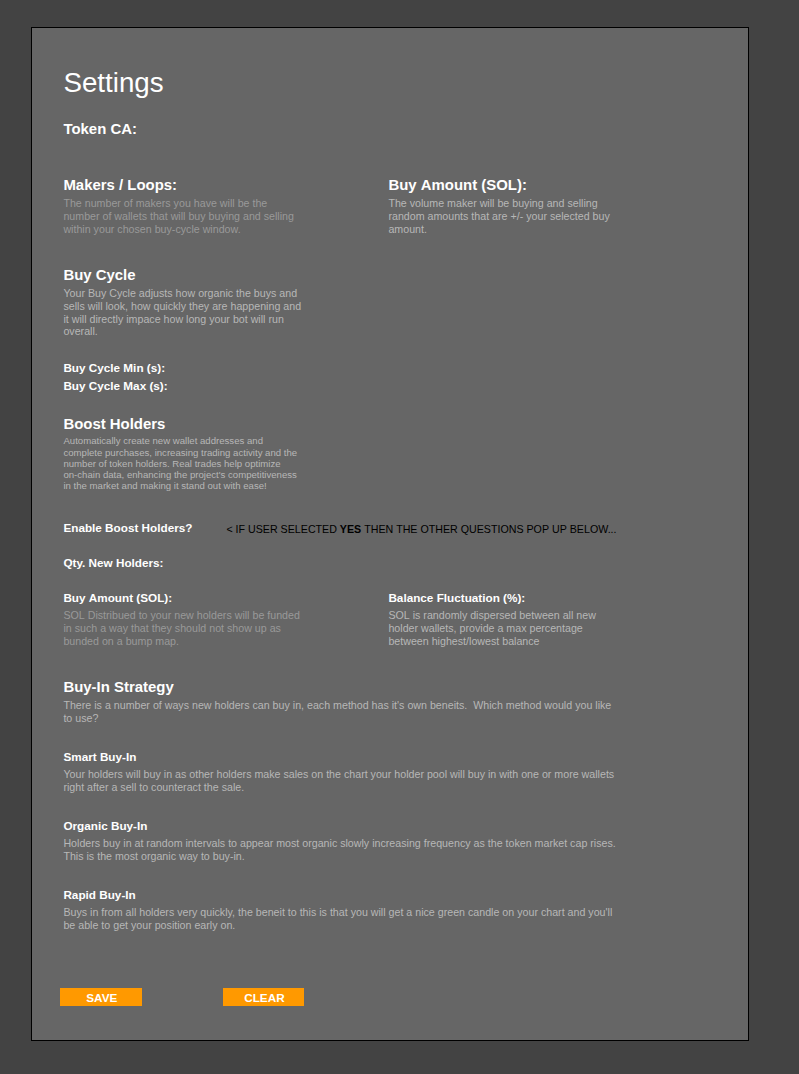 Settings
Token CA:
Makers / Loops:
The number of makers you have will be the
number of wallets that will buy buying and selling
within your chosen buy-cycle window.
Buy Amount (SOL):
The volume maker will be buying and selling
random amounts that are +/- your selected buy
amount.
Buy Cycle
Your Buy Cycle adjusts how organic the buys and
sells will look, how quickly they are happening and
it will directly impace how long your bot will run
overall.
Buy Cycle Min (s):
Buy Cycle Max (s):
Boost Holders
Automatically create new wallet addresses and
complete purchases, increasing trading activity and the
number of token holders. Real trades help optimize
on-chain data, enhancing the project's competitiveness
in the market and making it stand out with ease!
Enable Boost Holders?
< IF USER SELECTED YES THEN THE OTHER QUESTIONS POP UP BELOW...
Qty. New Holders:
Buy Amount (SOL):
SOL Distribued to your new holders will be funded
in such a way that they should not show up as
bunded on a bump map.
Balance Fluctuation (%):
SOL is randomly dispersed between all new
holder wallets, provide a max percentage
between highest/lowest balance
Buy-In Strategy
There is a number of ways new holders can buy in, each method has it's own beneits.  Which method would you like
to use?
Smart Buy-In
Your holders will buy in as other holders make sales on the chart your holder pool will buy in with one or more wallets
right after a sell to counteract the sale.
Organic Buy-In
Holders buy in at random intervals to appear most organic slowly increasing frequency as the token market cap rises.
This is the most organic way to buy-in.
Rapid Buy-In
Buys in from all holders very quickly, the beneit to this is that you will get a nice green candle on your chart and you'll
be able to get your position early on.
SAVE
CLEAR